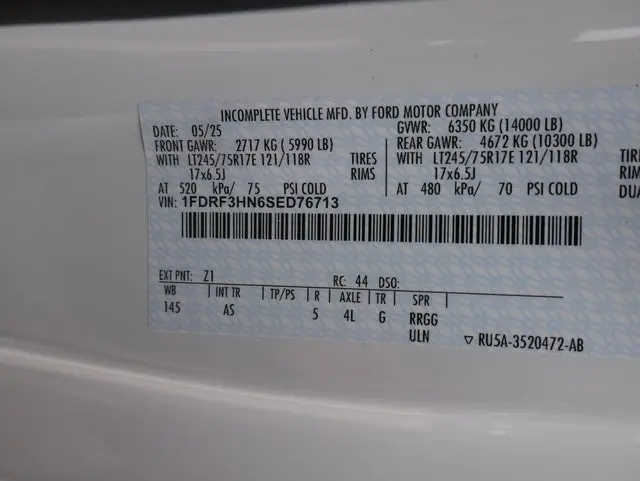 INCOMPLETE VEHICLE MFD. BY FORD MOTOR COMPANY
DATE: 05/25 GVWR: 6350 KG (14000 LB)
FRONT GAWR: 2717 KG ( 5990 LB) REAR GAWR: 4672 KG (10300 LB)
WITH LT245/75R17E 121/118R TIRES WITH LT245/75R17E 121/118R TIRES
17x6.5J RIMS 17x6.5J RIMS
AT 520 kPa/ 75 PSI COLD AT 480 kPa/ 70 PSI COLD DUA
VIN: 1FDRF3HN6SED76713
EXT PNT: Z1 RC: 44 DSO:
WB INT TR TP/PS R AXLE TR SPR
145 AS 5 4L G RRGG
ULN ▽ RU5A-3520472-AB